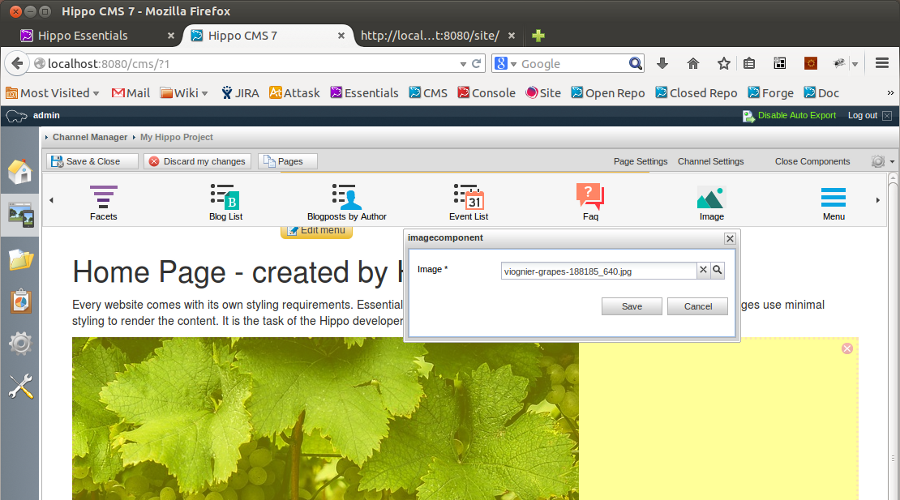 Hippo CMS 7 - Mozilla Firefox
Hippo Essentials
Hippo CMS 7
http://local...t:8080/site/
localhost:8080/cms/?1
Google
Most Visited
Mail
Wiki
JIRA
Attask
Essentials
CMS
Console
Site
Open Repo
Closed Repo
Forge
Doc
admin
Disable Auto Export
Log out
Channel Manager
My Hippo Project
Save & Close
Discard my changes
Pages
Page Settings
Channel Settings
Close Components
Facets
Blog List
Blogposts by Author
31
Event List
Faq
Image
Menu
Edit menu
imagecomponent
Image *
viognier-grapes-188185_640.jpg
Save
Cancel
Home Page - created by H
Every website comes with its own styling requirements. Essential
ges use minimal
styling to render the content. It is the task of the Hippo developer